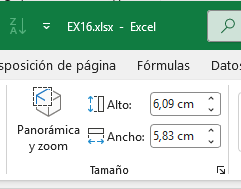 EX16.xlsx - Excel
sposición de página Fórmulas Datos
Alto: 6,09 cm
Ancho: 5,83 cm
Panorámica
y zoom
Tamaño